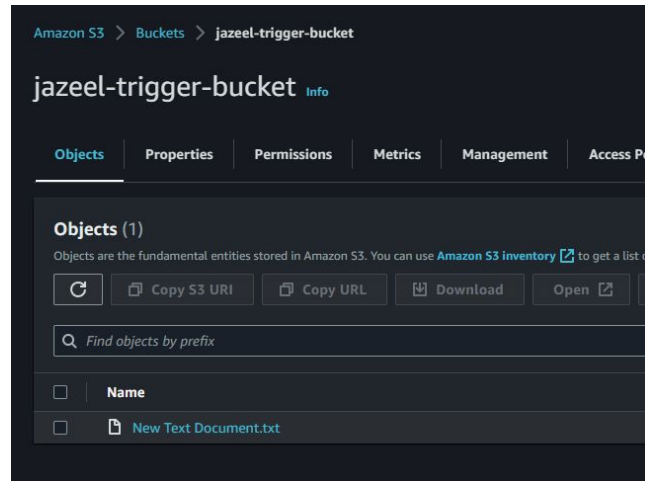 Amazon S3 > Buckets > jazeel-trigger-bucket
jazeel-trigger-bucket Info
Objects Properties Permissions Metrics Management Access P
Objects (1)
Objects are the fundamental entities stored in Amazon S3. You can use Amazon S3 inventory to get a list
Copy S3 URI Copy URL Download Open
Find objects by prefix
Name
New Text Document.txt